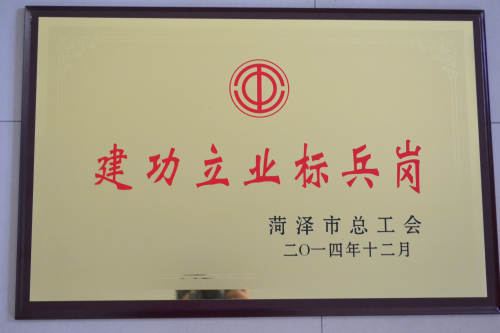 建功立业标兵岗
菏泽市总工会
二〇一四年十二月